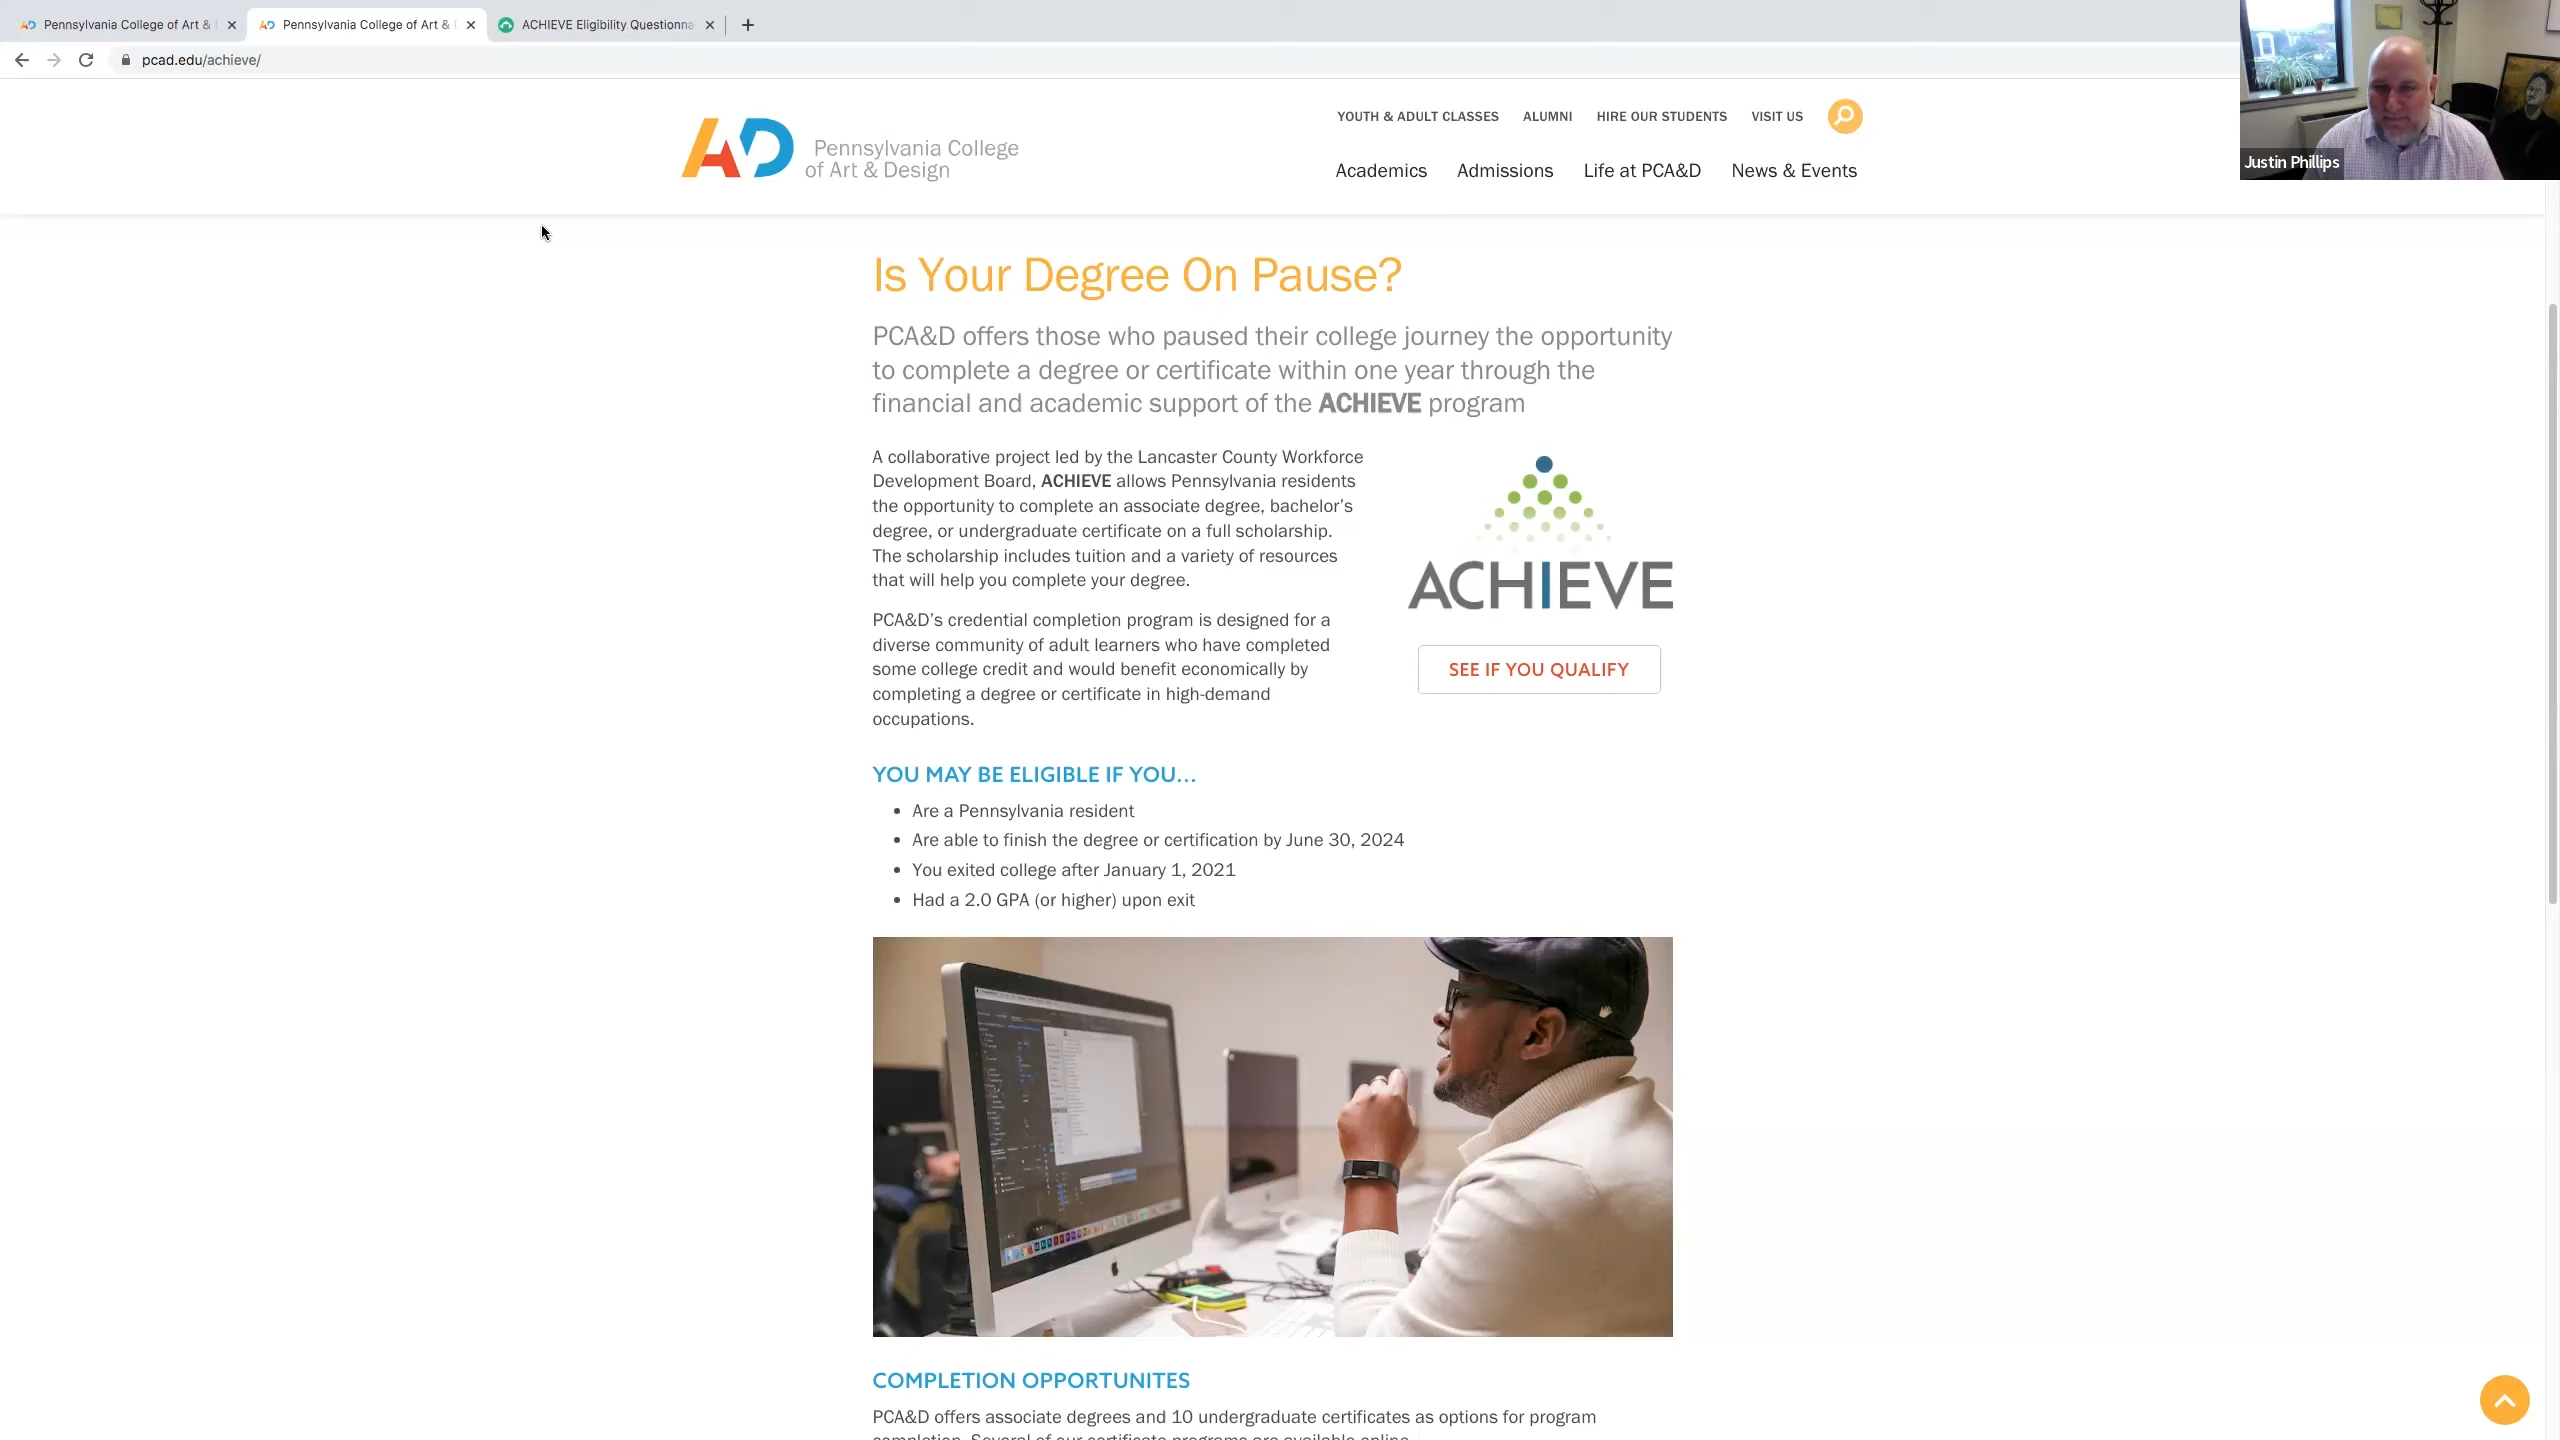 Pennsylvania College of Art &
Pennsylvania College of Art &
ACHIEVE Eligibility Questionna
pcad.edu/achieve/
Justin Phillips
YOUTH & ADULT CLASSES ALUMNI HIRE OUR STUDENTS VISIT US
AD Pennsylvania College
of Art & Design
Academics Admissions Life at PCA&D News & Events
Is Your Degree On Pause?
PCA&D offers those who paused their college journey the opportunity
to complete a degree or certificate within one year through the
financial and academic support of the ACHIEVE program
A collaborative project led by the Lancaster County Workforce
Development Board, ACHIEVE allows Pennsylvania residents
the opportunity to complete an associate degree, bachelor’s
degree, or undergraduate certificate on a full scholarship.
The scholarship includes tuition and a variety of resources
that will help you complete your degree.
PCA&D’s credential completion program is designed for a
diverse community of adult learners who have completed
some college credit and would benefit economically by
completing a degree or certificate in high-demand
occupations.
ACHIEVE
SEE IF YOU QUALIFY
YOU MAY BE ELIGIBLE IF YOU…
• Are a Pennsylvania resident
• Are able to finish the degree or certification by June 30, 2024
• You exited college after January 1, 2021
• Had a 2.0 GPA (or higher) upon exit
COMPLETION OPPORTUNITES
PCA&D offers associate degrees and 10 undergraduate certificates as options for program
completion. Several of our certificate programs are available online.